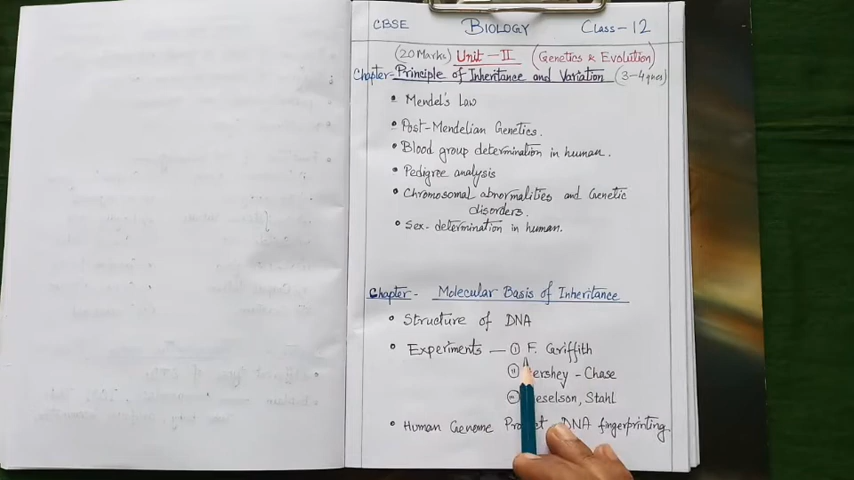 CBSE BIOLOGY Class-12
(20 Marks) Unit-II (Genetics & Evolution)
Chapter- Principle of Inheritance and Variation (3-4 ques)
• Mendel's Law
• Post-Mendelian Genetics.
• Blood group determination in human.
• Pedigree analysis
• Chromosomal abnormalities and Genetic
disorders.
• Sex-determination in human.
Chapter- Molecular Basis of Inheritance
• Structure of DNA
• Experiments — (i) F. Griffith
(ii) Hershey - Chase
(iii) Meselson, Stahl
• Human Genome Project, DNA fingerprinting